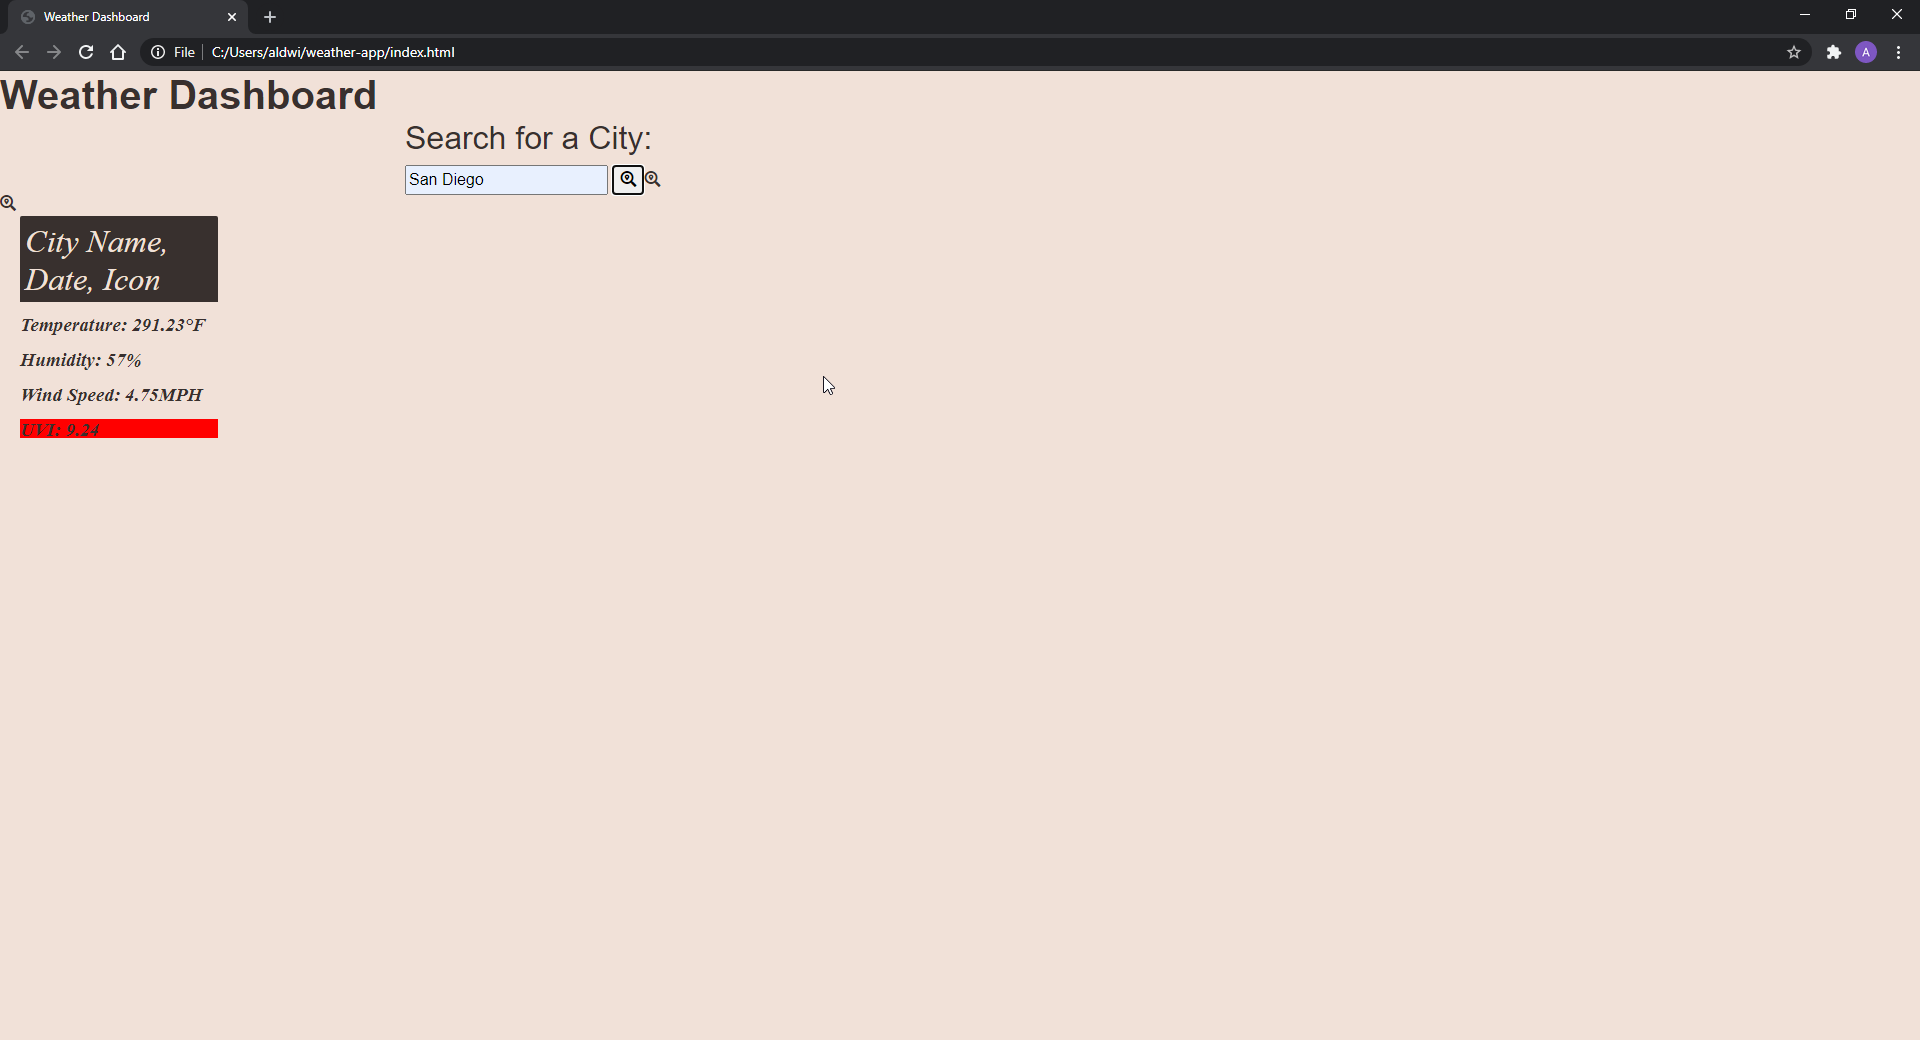 Weather Dashboard
File C:/Users/aldwi/weather-app/index.html
A
Weather Dashboard
Search for a City:
San Diego
City Name,
Date, Icon
Temperature: 291.23°F
Humidity: 57%
Wind Speed: 4.75MPH
UVI: 9.24